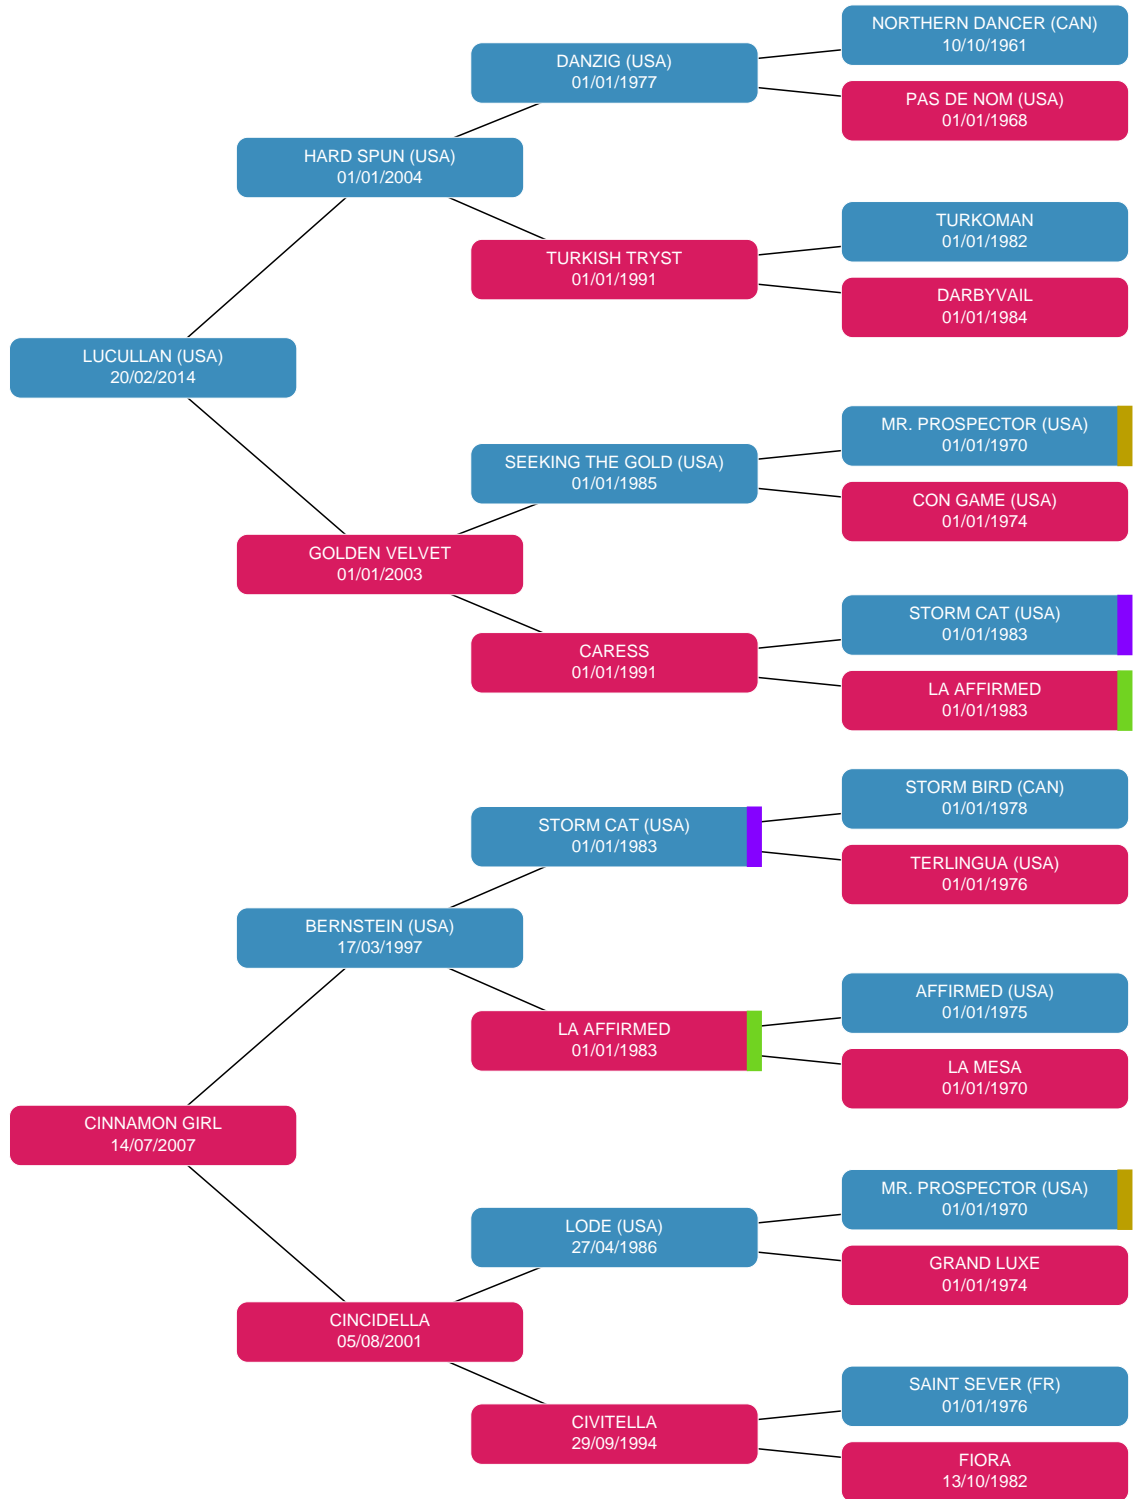 NORTHERN DANCER (CAN)
10/10/1961
DANZIG (USA)
01/01/1977
PAS DE NOM (USA)
01/01/1968
HARD SPUN (USA)
01/01/2004
TURKOMAN
01/01/1982
TURKISH TRYST
01/01/1991
DARBYVAIL
01/01/1984
LUCULLAN (USA)
20/02/2014
MR. PROSPECTOR (USA)
01/01/1970
SEEKING THE GOLD (USA)
01/01/1985
CON GAME (USA)
01/01/1974
GOLDEN VELVET
01/01/2003
STORM CAT (USA)
01/01/1983
CARESS
01/01/1991
LA AFFIRMED
01/01/1983
STORM BIRD (CAN)
01/01/1978
STORM CAT (USA)
01/01/1983
TERLINGUA (USA)
01/01/1976
BERNSTEIN (USA)
17/03/1997
AFFIRMED (USA)
01/01/1975
LA AFFIRMED
01/01/1983
LA MESA
01/01/1970
CINNAMON GIRL
14/07/2007
MR. PROSPECTOR (USA)
01/01/1970
LODE (USA)
27/04/1986
GRAND LUXE
01/01/1974
CINCIDELLA
05/08/2001
SAINT SEVER (FR)
01/01/1976
CIVITELLA
29/09/1994
FIORA
13/10/1982